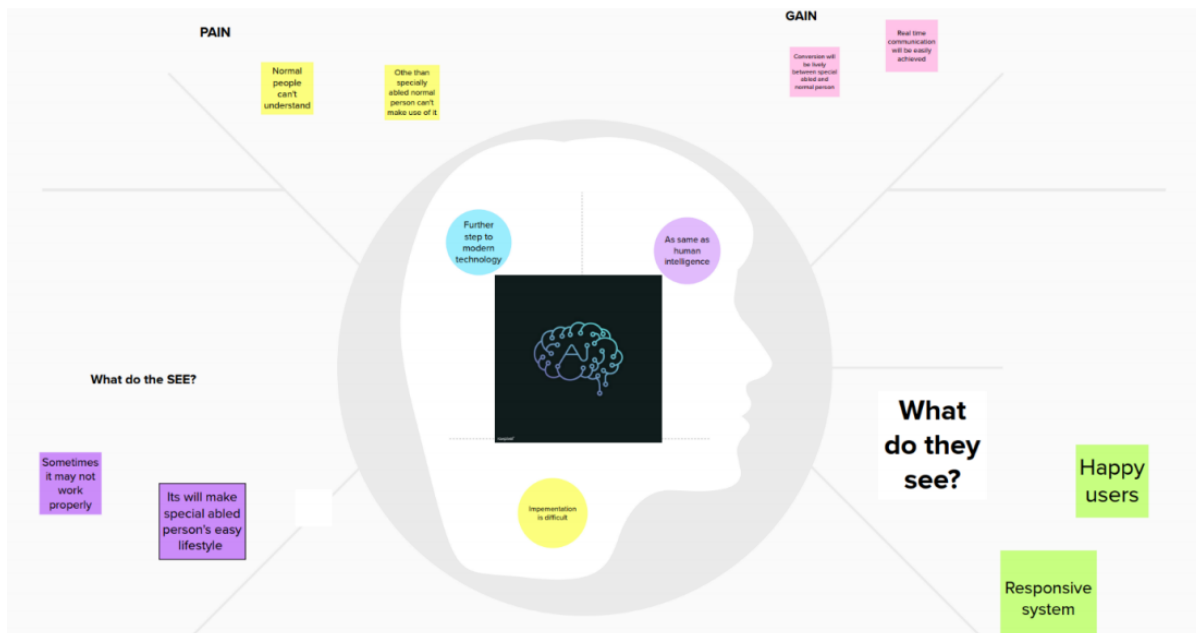 PAIN
Normal
people
can't
understand
Othe than
specially
abled normal
person can't
make use of it
GAIN
Conversion will
be lively
between special
abled and
normal person
Real time
communication
will be easily
achieved
Further
step to
modern
technology
As same as
human
intelligence
AI
What do the SEE?
Sometimes
it may not
work
properly
Its will make
special abled
person's easy
lifestyle
Impementation
is difficult
What
do they
see?
Happy
users
Responsive
system